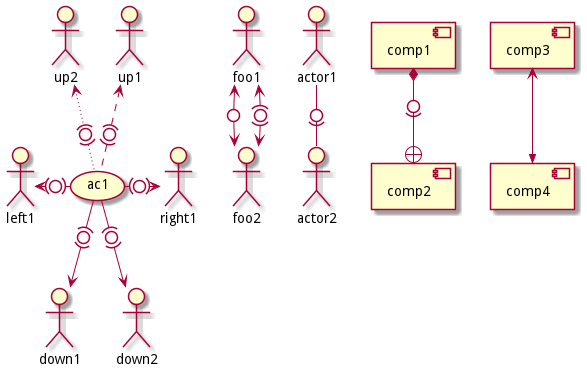 up2 up1 foo1 actor1 comp1 comp3
left1 ac1 right1 foo2 actor2 comp2 comp4
down1 down2